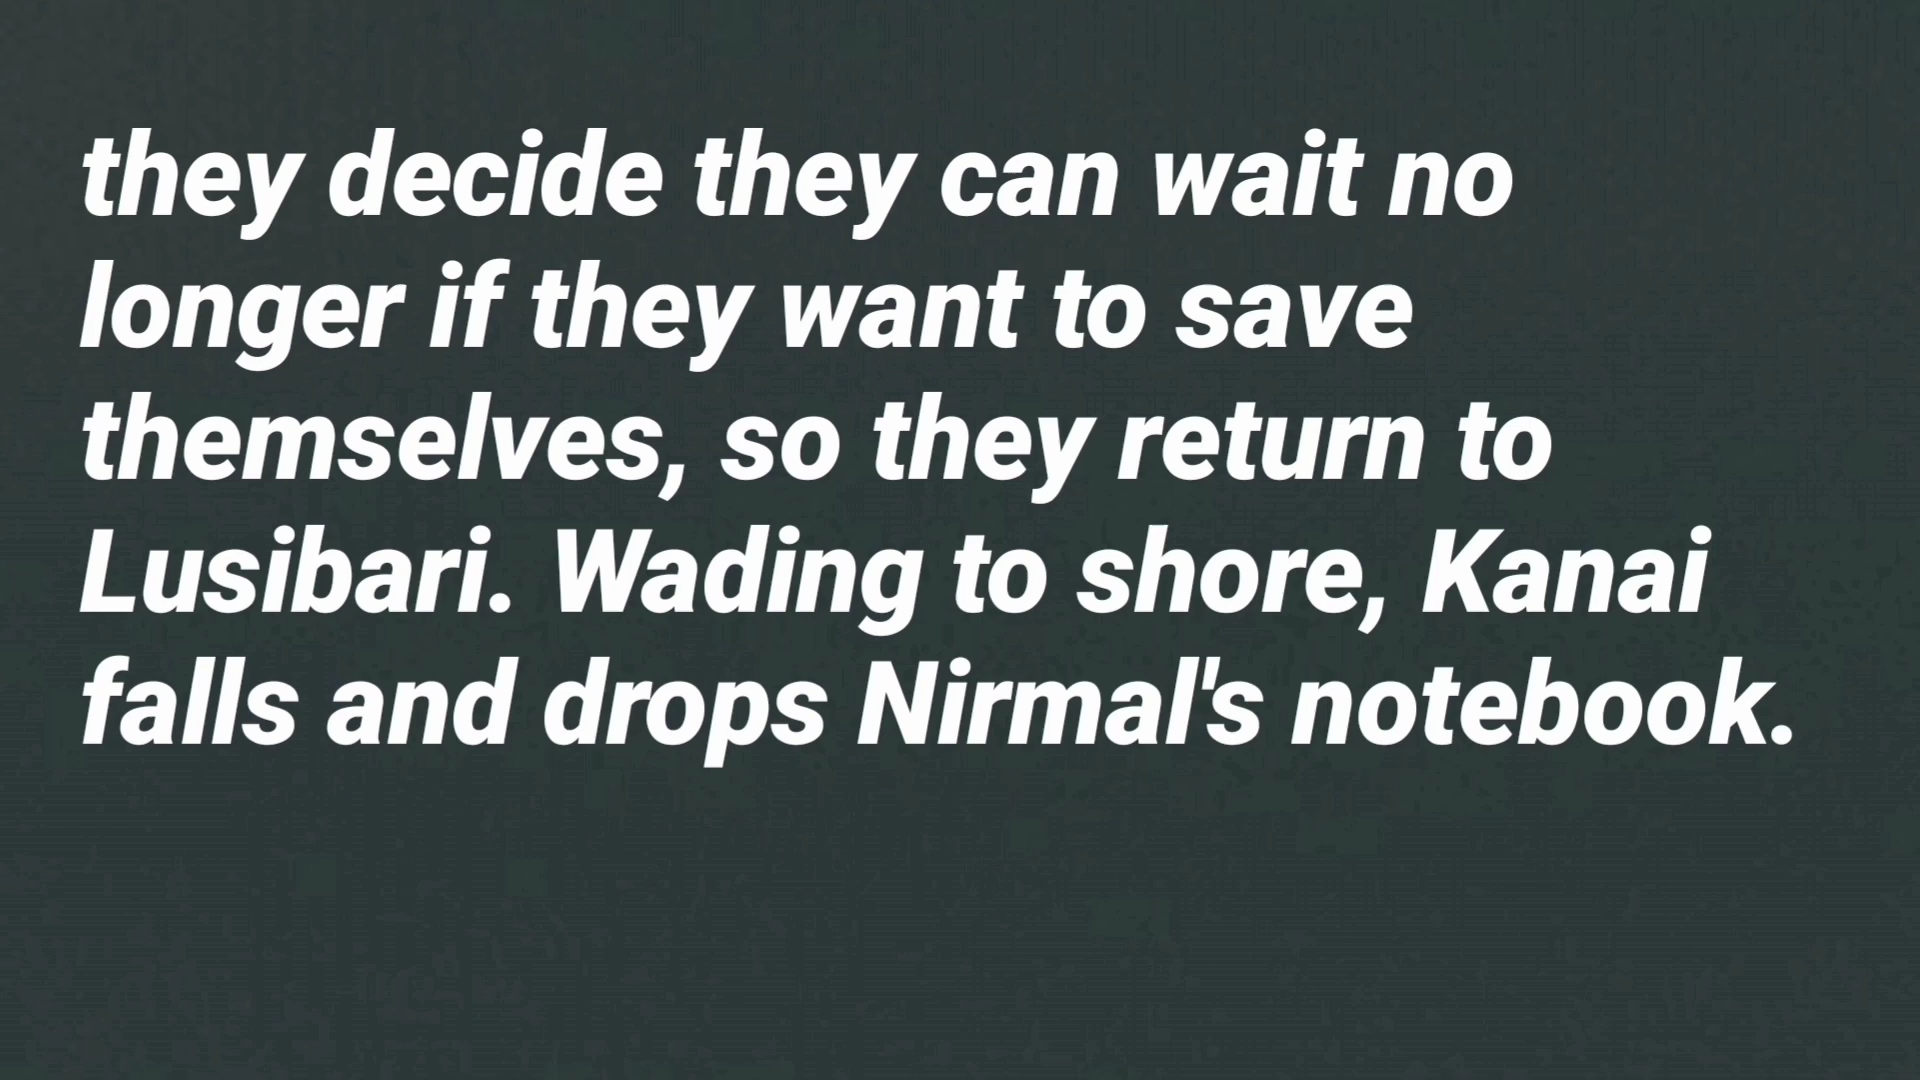 they decide they can wait no
longer if they want to save
themselves, so they return to
Lusibari. Wading to shore, Kanai
falls and drops Nirmal's notebook.